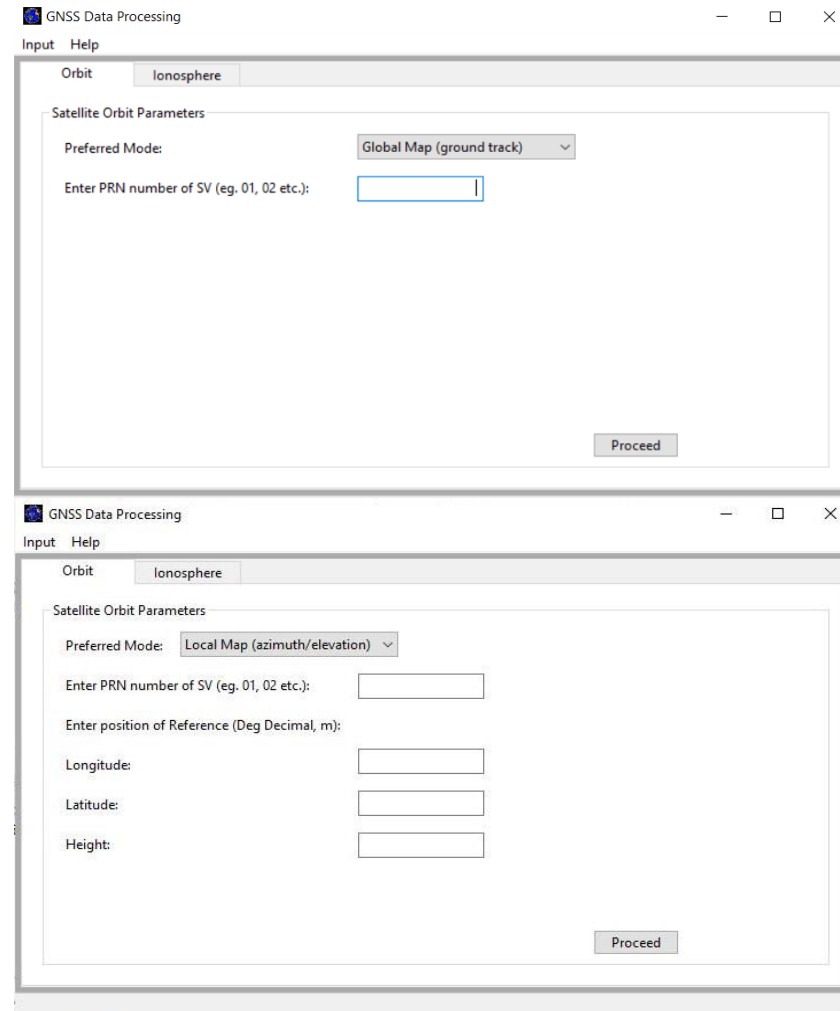 GNSS Data Processing
Input Help
Orbit Ionosphere
Satellite Orbit Parameters
Preferred Mode: Global Map (ground track)
Enter PRN number of SV (eg. 01, 02 etc.):
Proceed
GNSS Data Processing
Input Help
Orbit Ionosphere
Satellite Orbit Parameters
Preferred Mode: Local Map (azimuth/elevation)
Enter PRN number of SV (eg. 01, 02 etc.):
Enter position of Reference (Deg Decimal, m):
Longitude:
Latitude:
Height:
Proceed